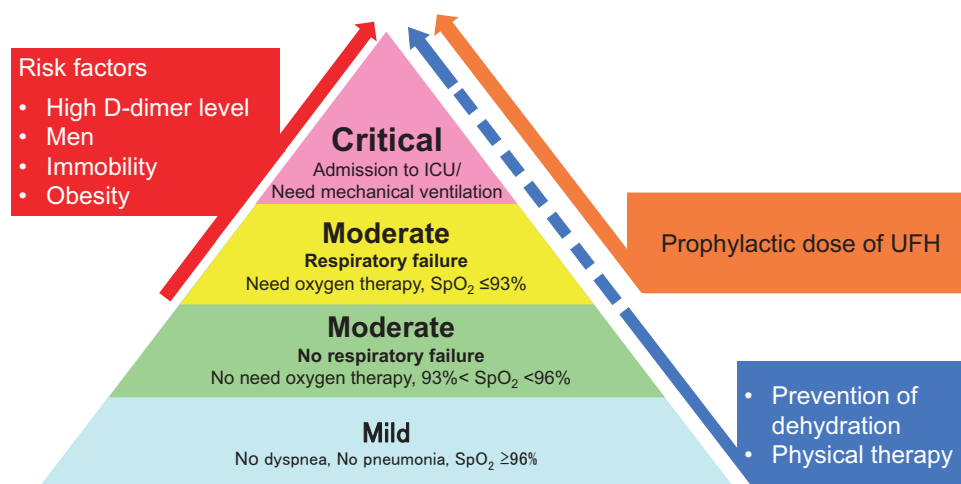 Risk factors
• High D-dimer level
• Men
• Immobility
• Obesity
Critical
Admission to ICU/
Need mechanical ventilation
Moderate
Respiratory failure
Need oxygen therapy, SpO₂ ≤93%
Moderate
No respiratory failure
No need oxygen therapy, 93%< SpO₂ <96%
Mild
No dyspnea, No pneumonia, SpO₂ ≥96%
Prophylactic dose of UFH
• Prevention of
dehydration
• Physical therapy